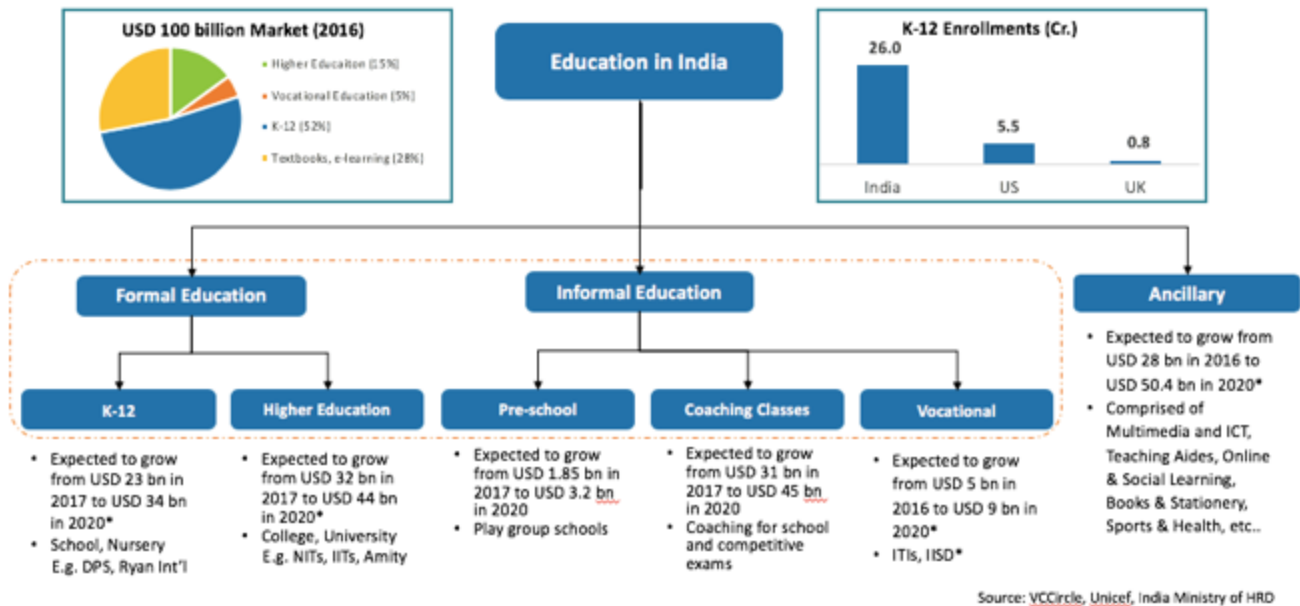 USD 100 billion Market (2016)
Higher Educaiton (15%)
Vocational Education (5%)
K-12 (52%)
Textbooks, e-learning (28%)
Education in India
K-12 Enrollments (Cr.)
26.0
5.5
0.8
India
US
UK
Formal Education
Informal Education
Ancillary
• Expected to grow from
USD 28 bn in 2016 to
USD 50.4 bn in 2020*
• Comprised of
Multimedia and ICT,
Teaching Aides, Online
& Social Learning,
Books & Stationery,
Sports & Health, etc..
K-12
• Expected to grow
from USD 23 bn in
2017 to USD 34 bn
in 2020*
• School, Nursery
E.g. DPS, Ryan Int'l
Higher Education
• Expected to grow
from USD 32 bn in
2017 to USD 44 bn
in 2020*
• College, University
E.g. NITs, IITs, Amity
Pre-school
• Expected to grow
from USD 1.85 bn in
2017 to USD 3.2 bn
in 2020
• Play group schools
Coaching Classes
• Expected to grow
from USD 31 bn in
2017 to USD 45 bn
in 2020
• Coaching for school
and competitive
exams
Vocational
• Expected to grow
from USD 5 bn in
2016 to USD 9 bn in
2020*
• ITIs, IISD*
Source: VCCircle, Unicef, India Ministry of HRD